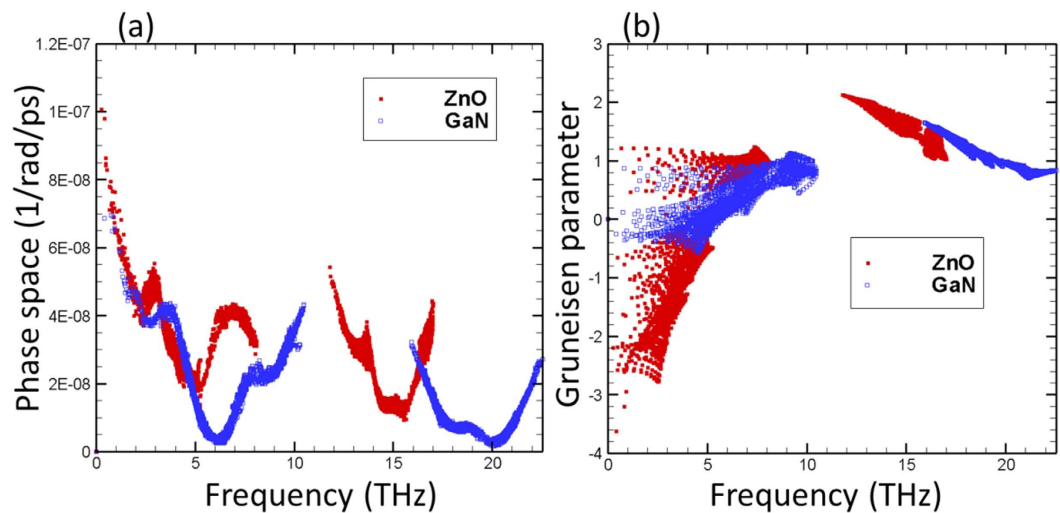 (a)
1.2E-07
1E-07
8E-08
6E-08
4E-08
2E-08
0
Phase space (1/rad/ps)
ZnO
GaN
0 5 10 15 20
Frequency (THz)
(b)
3
2
1
0
-1
-2
-3
-4
Gruneisen parameter
ZnO
GaN
0 5 10 15 20
Frequency (THz)